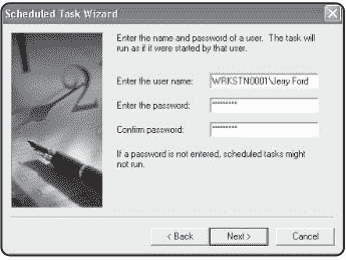 Scheduled Task Wizard
Enter the name and password of a user. The task will
run as if it were started by that user.
Enter the user name: WRKSTN0001\Jerry Ford
Enter the password: ********
Confirm password: ********
If a password is not entered, scheduled tasks might
not run.
< Back Next > Cancel